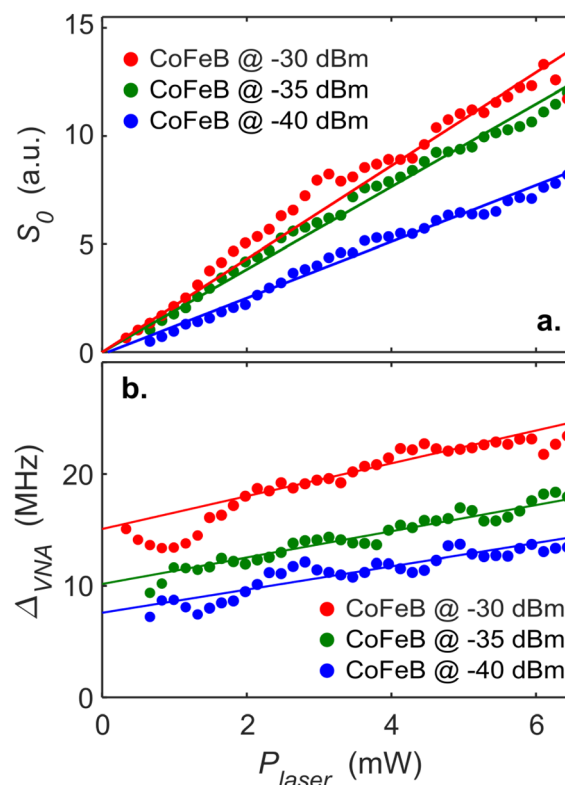 15
10
5
0
S0 (a.u.)
CoFeB @ -30 dBm
CoFeB @ -35 dBm
CoFeB @ -40 dBm
a.
b.
20
10
0
ΔVNA (MHz)
CoFeB @ -30 dBm
CoFeB @ -35 dBm
CoFeB @ -40 dBm
0 2 4 6
Plaser (mW)